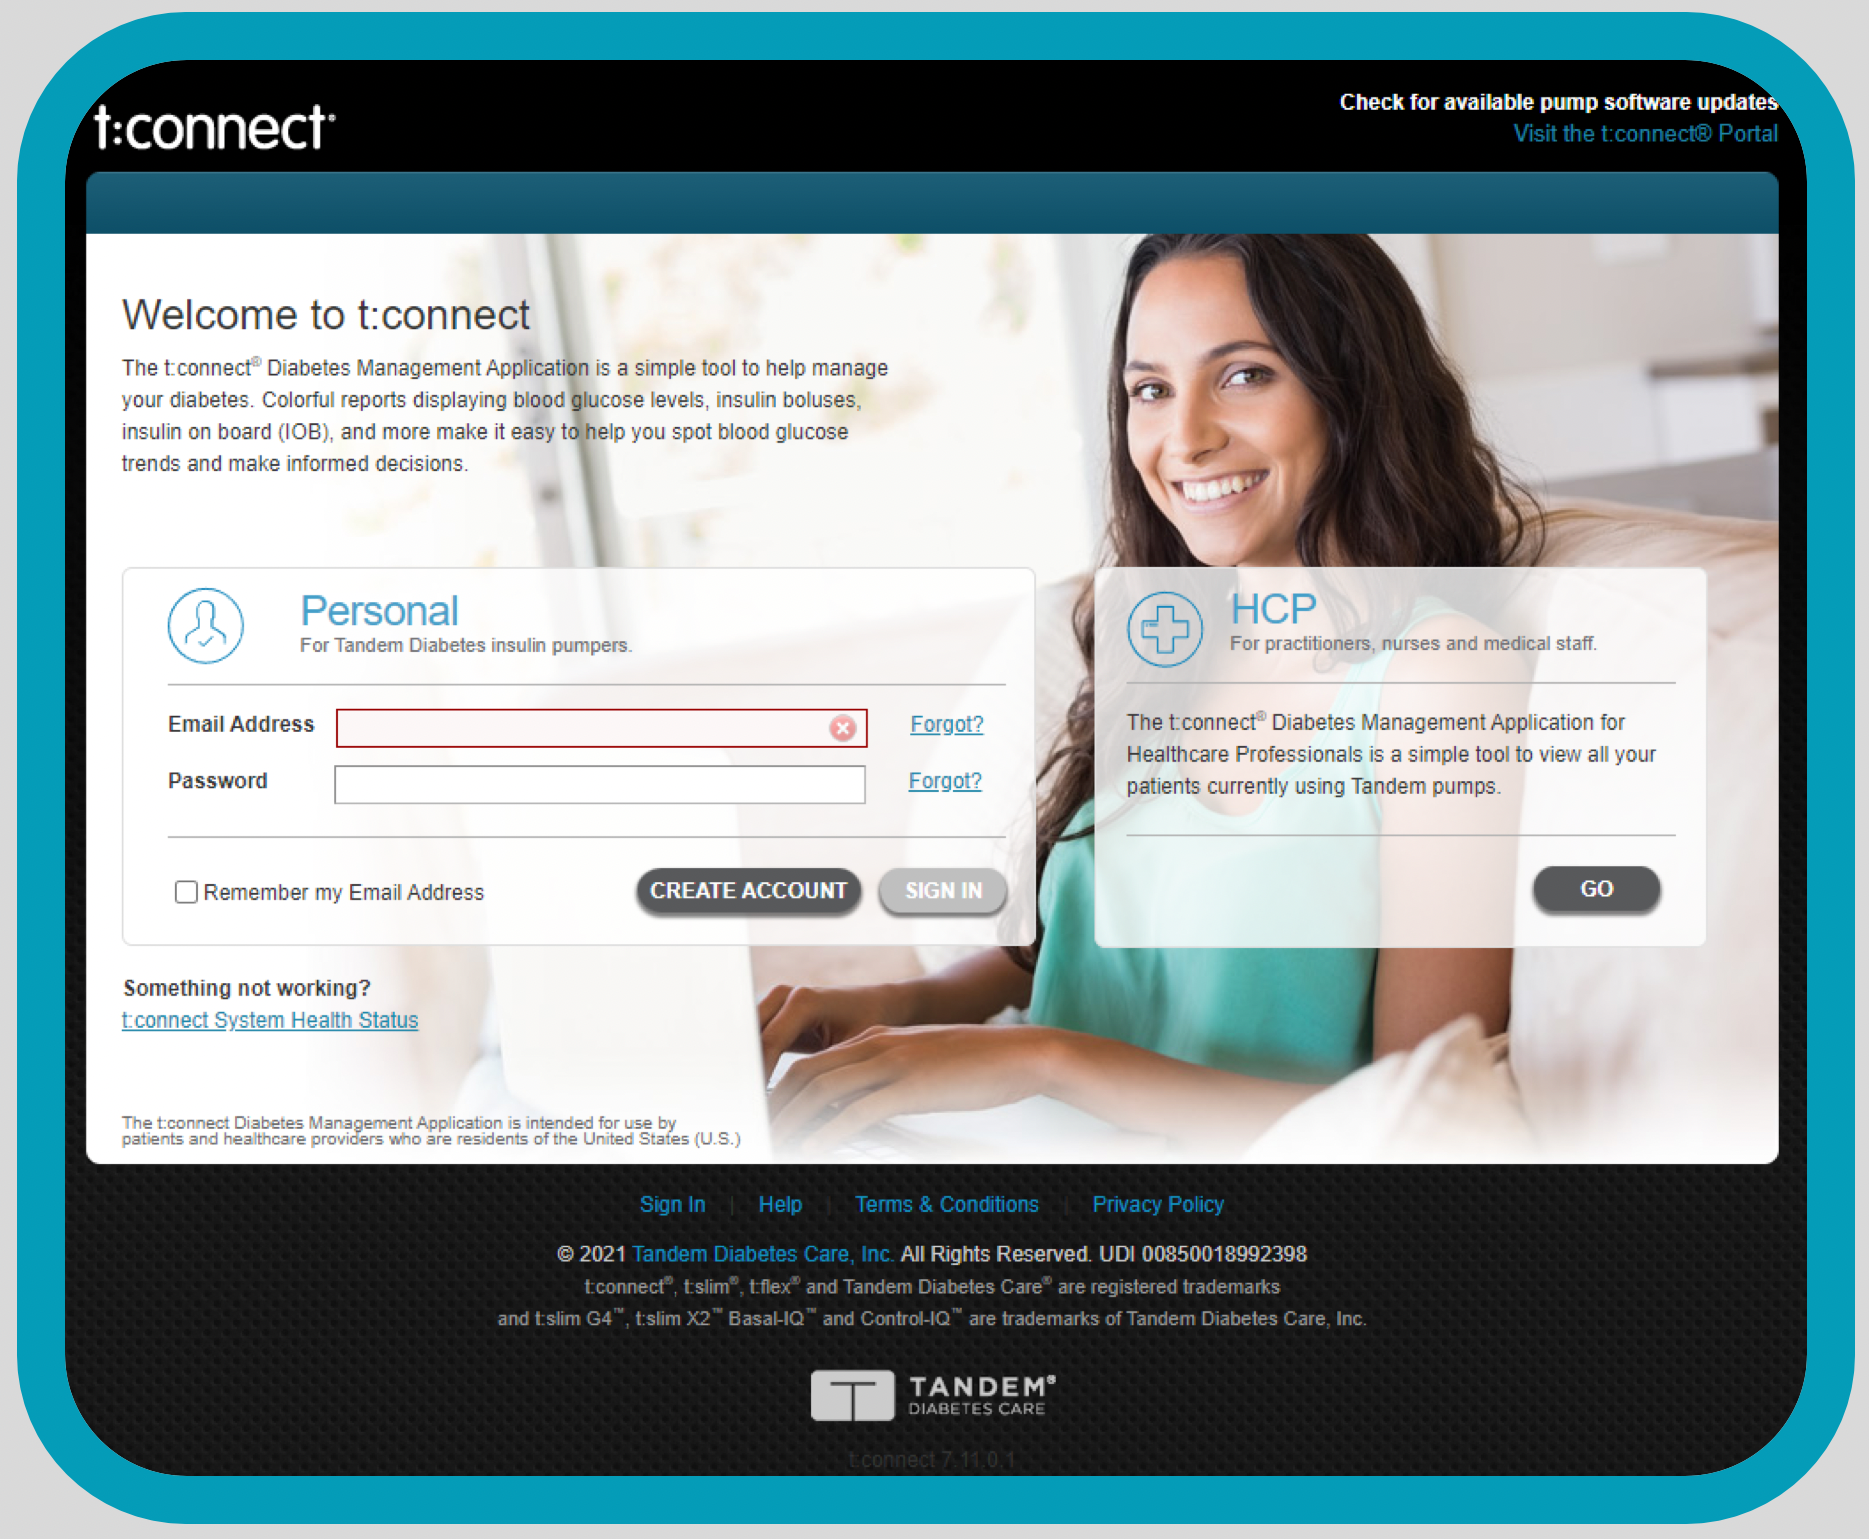 t:connect
Check for available pump software updates
Visit the t:connect® Portal
Welcome to t:connect
The t:connect® Diabetes Management Application is a simple tool to help manage
your diabetes. Colorful reports displaying blood glucose levels, insulin boluses,
insulin on board (IOB), and more make it easy to help you spot blood glucose
trends and make informed decisions.
Personal
For Tandem Diabetes insulin pumpers.
Email Address
Forgot?
Password
Forgot?
Remember my Email Address
CREATE ACCOUNT
SIGN IN
HCP
For practitioners, nurses and medical staff.
The t:connect® Diabetes Management Application for
Healthcare Professionals is a simple tool to view all your
patients currently using Tandem pumps.
GO
Something not working?
t:connect System Health Status
The t:connect Diabetes Management Application is intended for use by
patients and healthcare providers who are residents of the United States (U.S.)
Sign In | Help | Terms & Conditions | Privacy Policy
© 2021 Tandem Diabetes Care, Inc. All Rights Reserved. UDI 00850018992398
t:connect®, t:slim®, t:flex® and Tandem Diabetes Care® are registered trademarks
and t:slim G4™, t:slim X2™ Basal-IQ™ and Control-IQ™ are trademarks of Tandem Diabetes Care, Inc.
TANDEM®
DIABETES CARE
t:connect 7.11.0.1